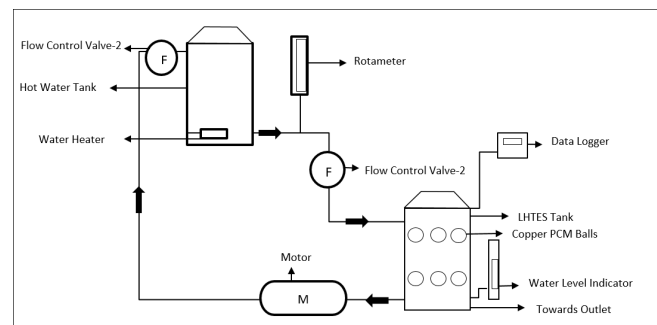 Flow Control Valve-2
F
Hot Water Tank
Water Heater
Rotameter
F
Flow Control Valve-2
Data Logger
LHTES Tank
Copper PCM Balls
Water Level Indicator
Towards Outlet
Motor
M